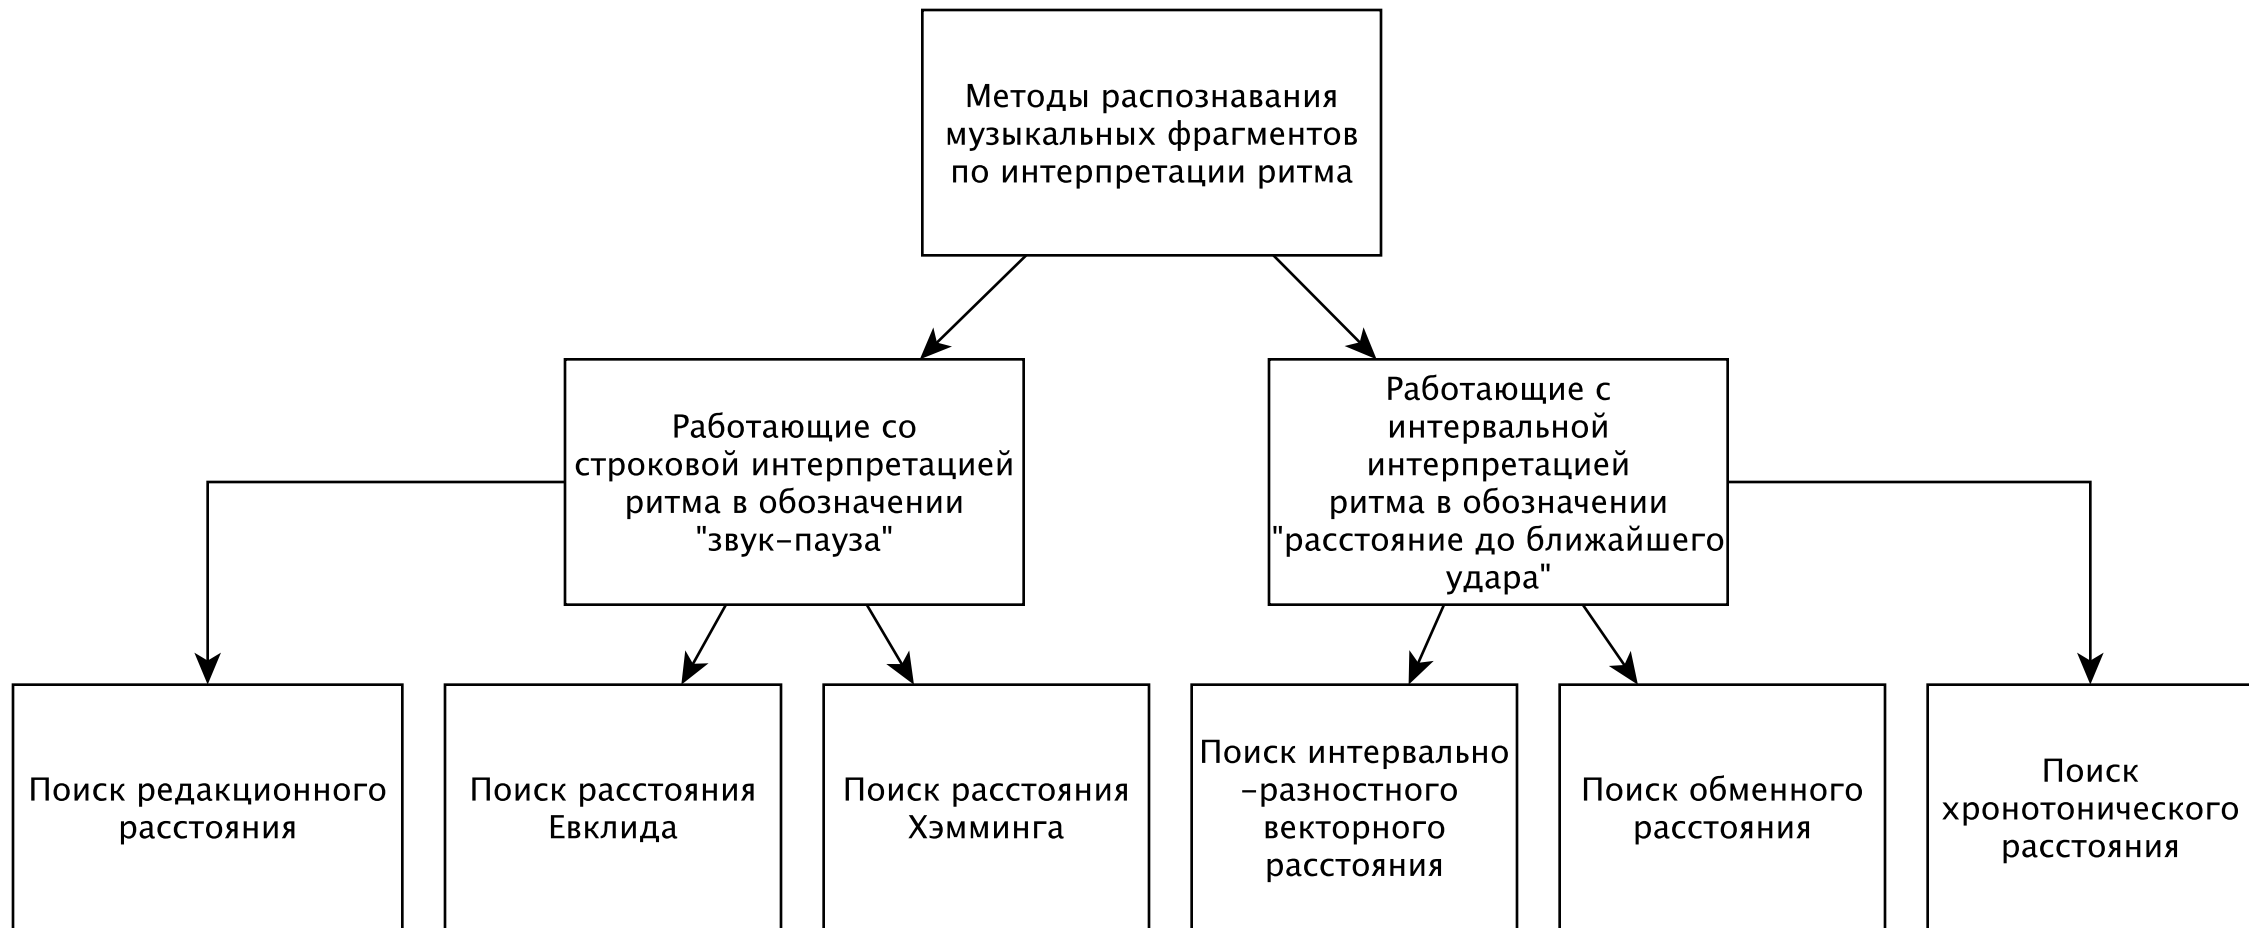 Методы распознавания
музыкальных фрагментов
по интерпретации ритма
Работающие со
строковой интерпретацией
ритма в обозначении
"звук–пауза"
Работающие с
интервальной
интерпретацией
ритма в обозначении
"расстояние до ближайшего
удара"
Поиск редакционного
расстояния
Поиск расстояния
Евклида
Поиск расстояния
Хэмминга
Поиск интервально
–разностного
векторного
расстояния
Поиск обменного
расстояния
Поиск
хронотонического
расстояния